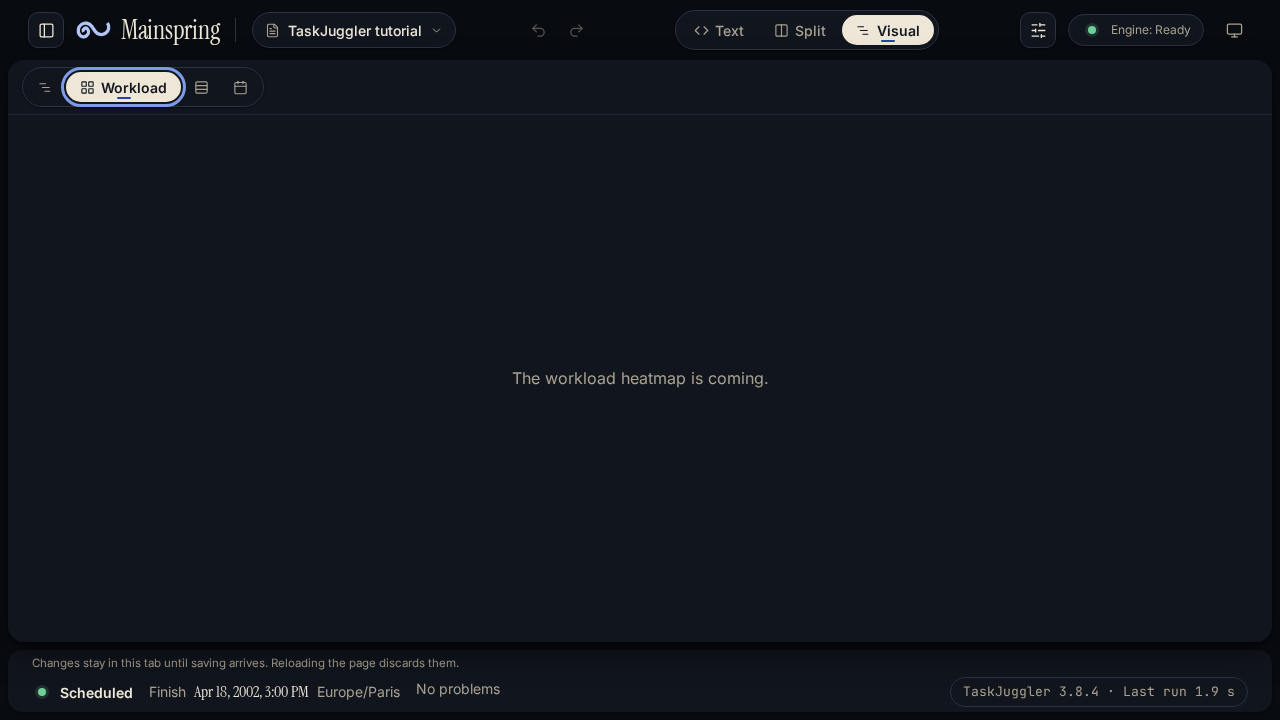 Mainspring
TaskJuggler tutorial
Text
Split
Visual
Engine: Ready
Workload
The workload heatmap is coming.
Changes stay in this tab until saving arrives. Reloading the page discards them.
Scheduled Finish Apr 18, 2002, 3:00 PM Europe/Paris No problems
TaskJuggler 3.8.4 · Last run 1.9 s